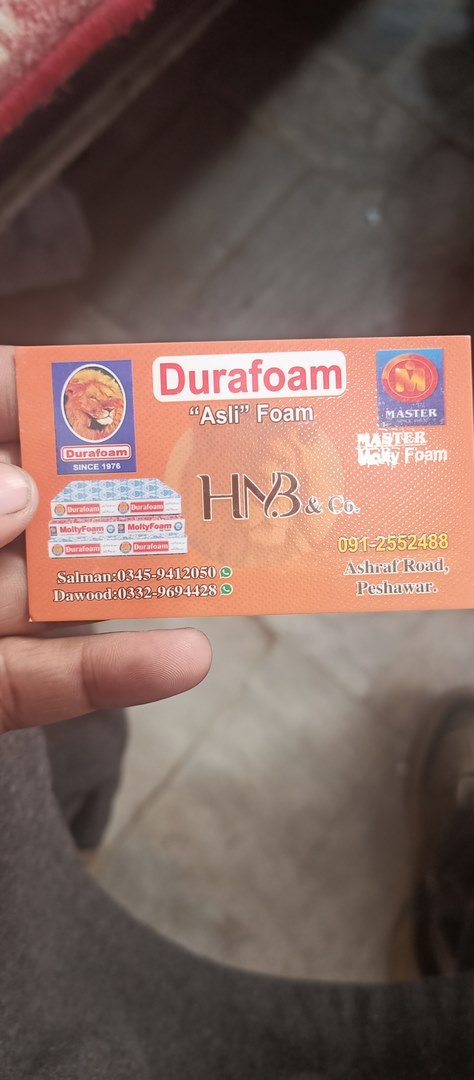 Durafoam
"Asli" Foam
Durafoam
SINCE 1976
MASTER
MASTER
Molty Foam
HNB & Co.
Durafoam Durafoam
MoltyFoam MoltyFoam
Durafoam Durafoam
091-2552488
Salman:0345-9412050
Dawood:0332-9694428
Ashraf Road,
Peshawar.